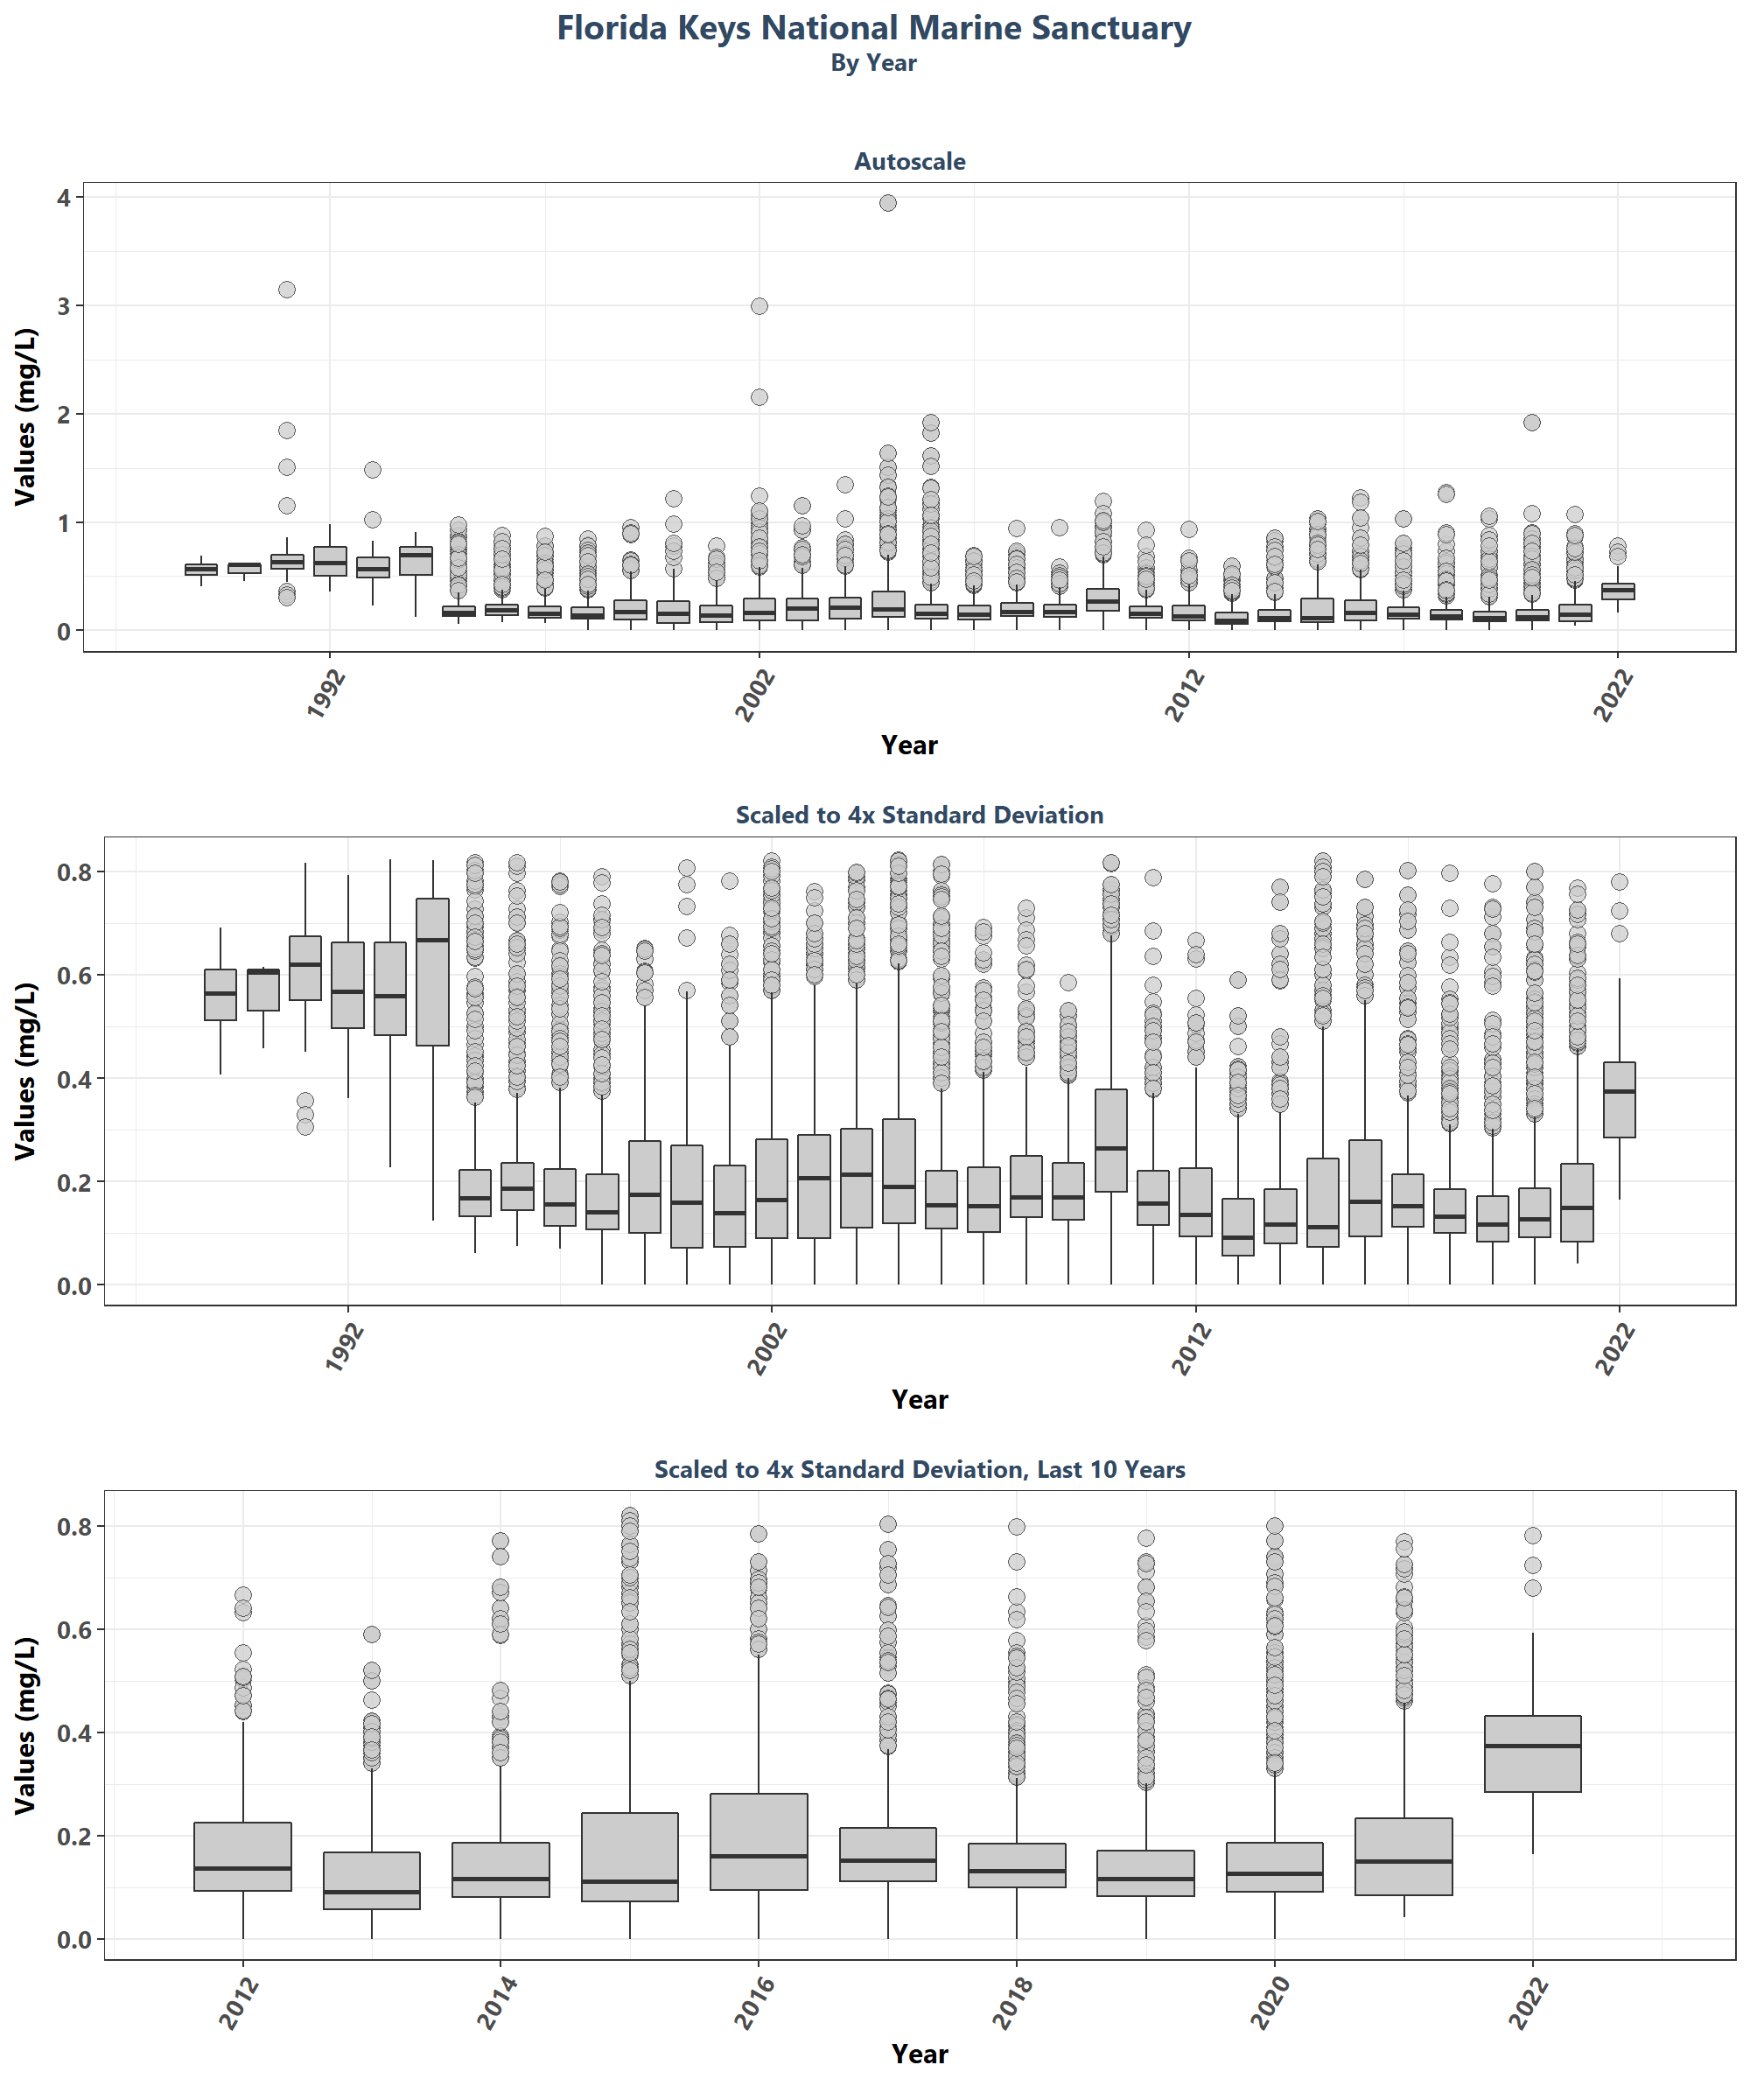 Florida Keys National Marine Sanctuary
By Year
Autoscale
4
3
2
1
0
Values (mg/L)
1992
2002
2012
2022
Year
Scaled to 4x Standard Deviation
0.8
0.6
0.4
0.2
0.0
Values (mg/L)
1992
2002
2012
2022
Year
Scaled to 4x Standard Deviation, Last 10 Years
0.8
0.6
0.4
0.2
0.0
Values (mg/L)
2012
2014
2016
2018
2020
2022
Year